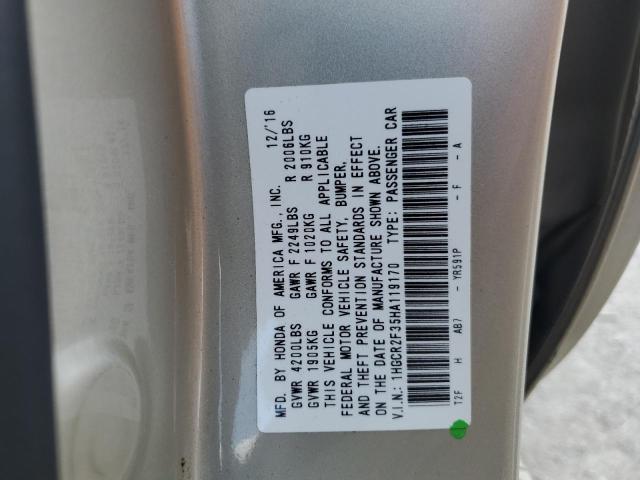 MFD. BY HONDA OF AMERICA MFG., INC. 12/'16
GVWR 4200LBS GAWR F 2249LBS R 2006LBS
GVWR 1905KG GAWR F 1020KG R 910KG
THIS VEHICLE CONFORMS TO ALL APPLICABLE
FEDERAL MOTOR VEHICLE SAFETY, BUMPER,
AND THEFT PREVENTION STANDARDS IN EFFECT
ON THE DATE OF MANUFACTURE SHOWN ABOVE.
V.I.N.: 1HGCR2F35HA119170 TYPE: PASSENGER CAR
T2F H AB7 - YR591P - F - A